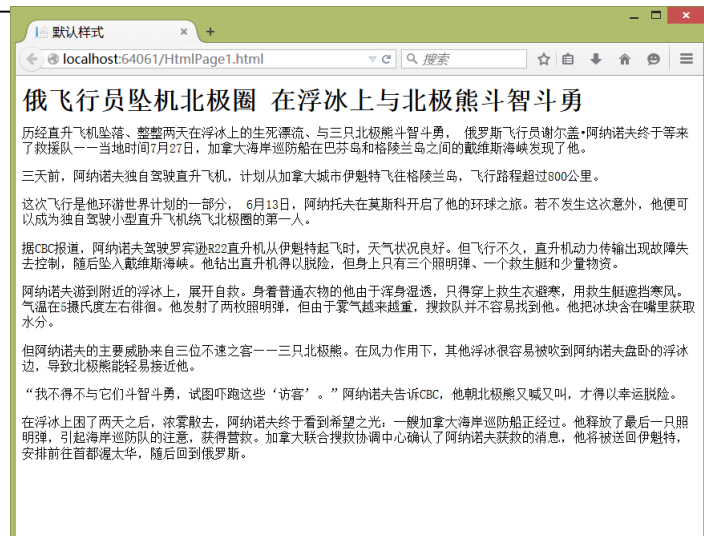 默认样式
localhost:64061/HtmlPage1.html
搜索
俄飞行员坠机北极圈 在浮冰上与北极熊斗智斗勇
历经直升飞机坠落、整整两天在浮冰上的生死漂流、与三只北极熊斗智斗勇， 俄罗斯飞行员谢尔盖•阿纳诺夫终于等来
了救援队——当地时间7月27日，加拿大海岸巡防船在巴芬岛和格陵兰岛之间的戴维斯海峡发现了他。
三天前，阿纳诺夫独自驾驶直升飞机，计划从加拿大城市伊魁特飞往格陵兰岛，飞行路程超过800公里。
这次飞行是他环游世界计划的一部分， 6月13日，阿纳托夫在莫斯科开启了他的环球之旅。若不发生这次意外，他便可
以成为独自驾驶小型直升飞机绕飞北极圈的第一人。
据CBC报道，阿纳诺夫驾驶罗宾逊R22直升机从伊魁特起飞时，天气状况良好。但飞行不久，直升机动力传输出现故障失
去控制，随后坠入戴维斯海峡。他钻出直升机得以脱险，但身上只有三个照明弹、一个救生艇和少量物资。
阿纳诺夫游到附近的浮冰上，展开自救。身着普通衣物的他由于浑身湿透，只得穿上救生衣避寒，用救生艇遮挡寒风。
气温在5摄氏度左右徘徊。他发射了两枚照明弹，但由于雾气越来越重，搜救队并不容易找到他。他把冰块含在嘴里获取
水分。
但阿纳诺夫的主要威胁来自三位不速之客——三只北极熊。在风力作用下，其他浮冰很容易被吹到阿纳诺夫盘卧的浮冰
边，导致北极熊能轻易接近他。
“我不得不与它们斗智斗勇，试图吓跑这些‘访客’。”阿纳诺夫告诉CBC，他朝北极熊又喊又叫，才得以幸运脱险。
在浮冰上困了两天之后，浓雾散去，阿纳诺夫终于看到希望之光：一艘加拿大海岸巡防船正经过。他释放了最后一只照
明弹，引起海岸巡防队的注意，获得营救。加拿大联合搜救协调中心确认了阿纳诺夫获救的消息，他将被送回伊魁特，
安排前往首都渥太华，随后回到俄罗斯。